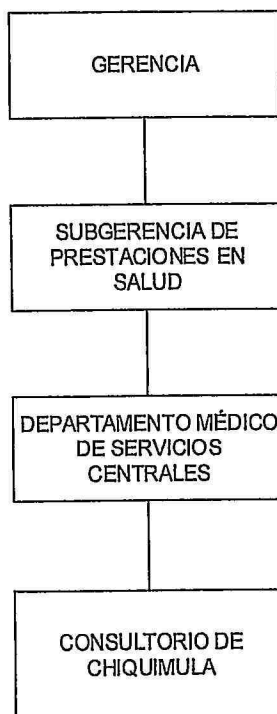 GERENCIA
SUBGERENCIA DE
PRESTACIONES EN
SALUD
DEPARTAMENTO MÉDICO
DE SERVICIOS
CENTRALES
CONSULTORIO DE
CHIQUIMULA